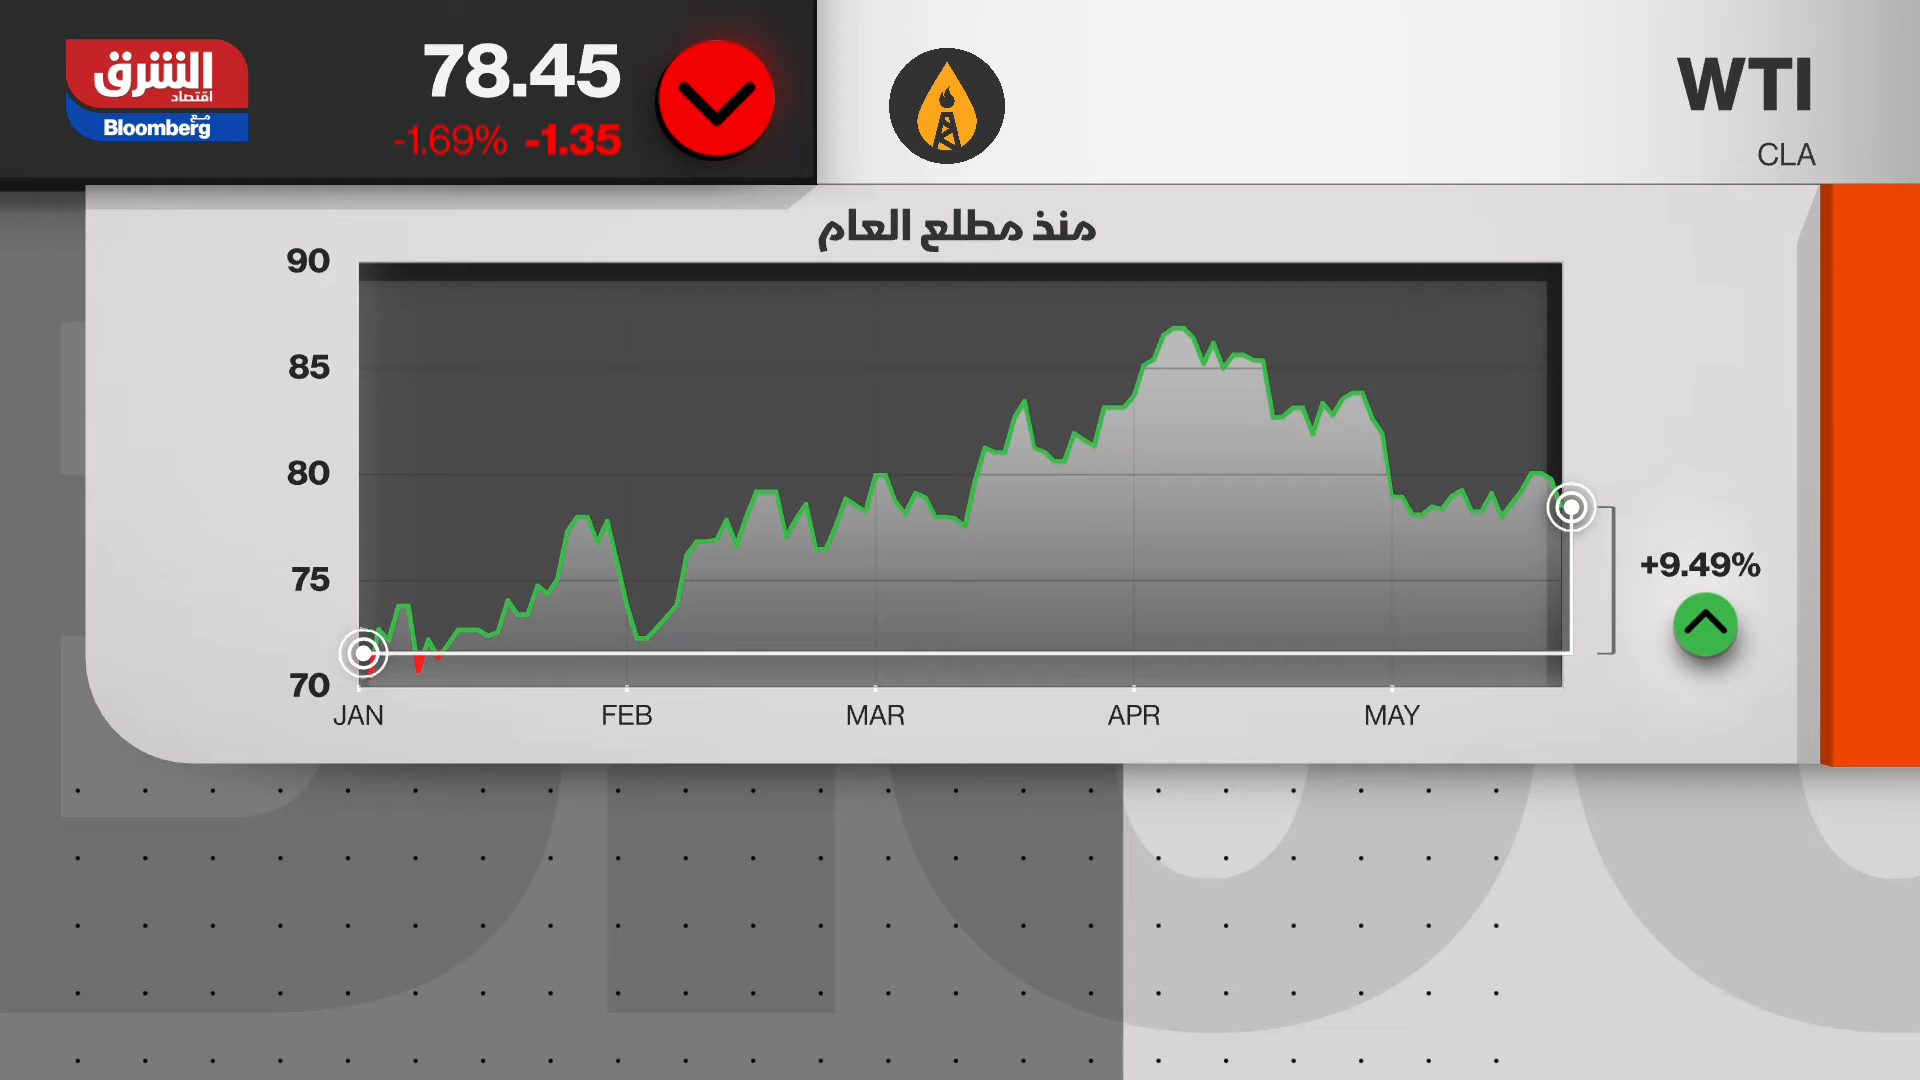 الشرق
اقتصاد
مع
Bloomberg
78.45
-1.69% -1.35
WTI
CLA
منذ مطلع العام
90
85
80
75
70
JAN FEB MAR APR MAY
+9.49%